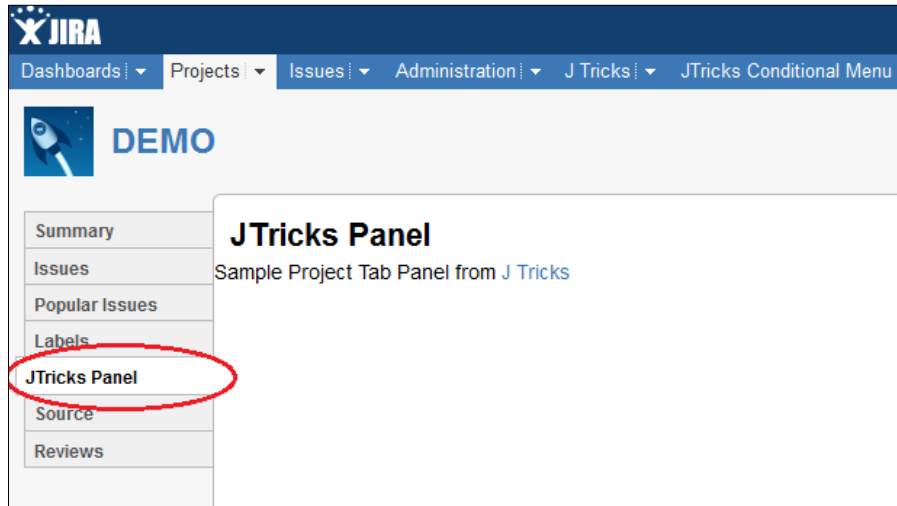 JIRA
Dashboards Projects Issues Administration J Tricks JTricks Conditional Menu
DEMO
Summary
Issues
Popular Issues
Labels
JTricks Panel
Source
Reviews
JTricks Panel
Sample Project Tab Panel from J Tricks